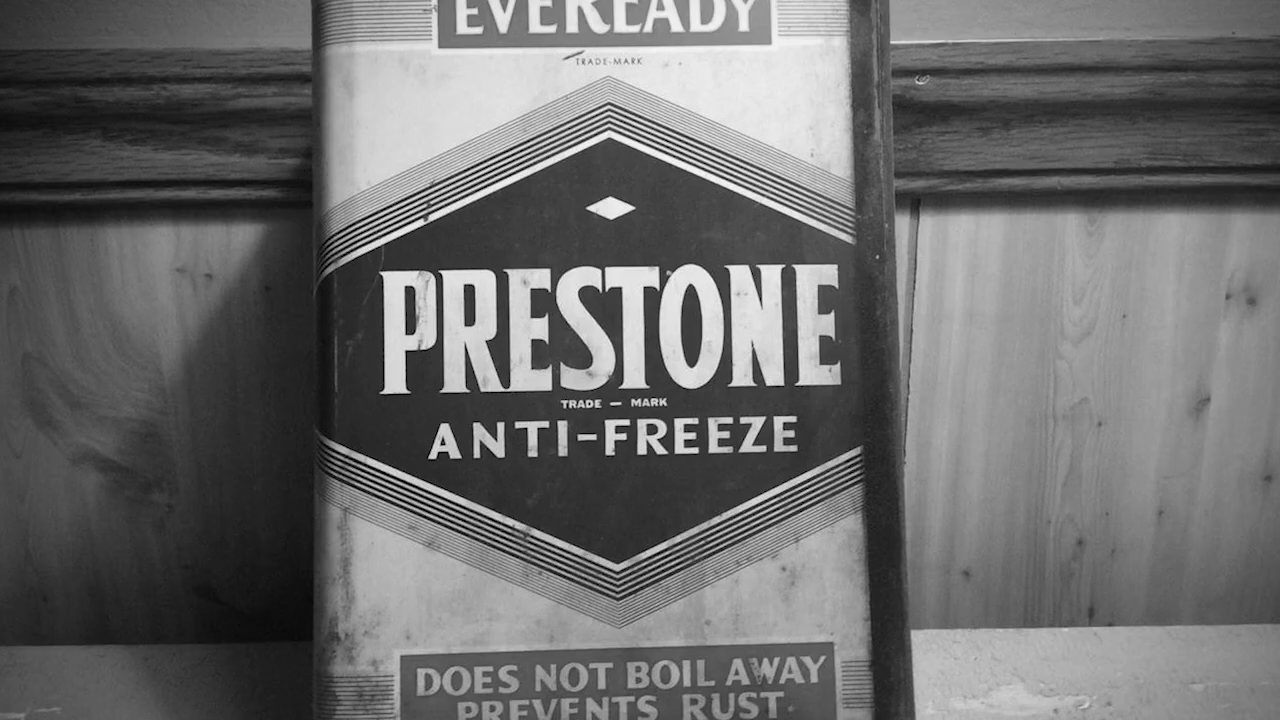 EVEREADY
TRADE-MARK
PRESTONE
TRADE — MARK
ANTI-FREEZE
DOES NOT BOIL AWAY
PREVENTS RUST